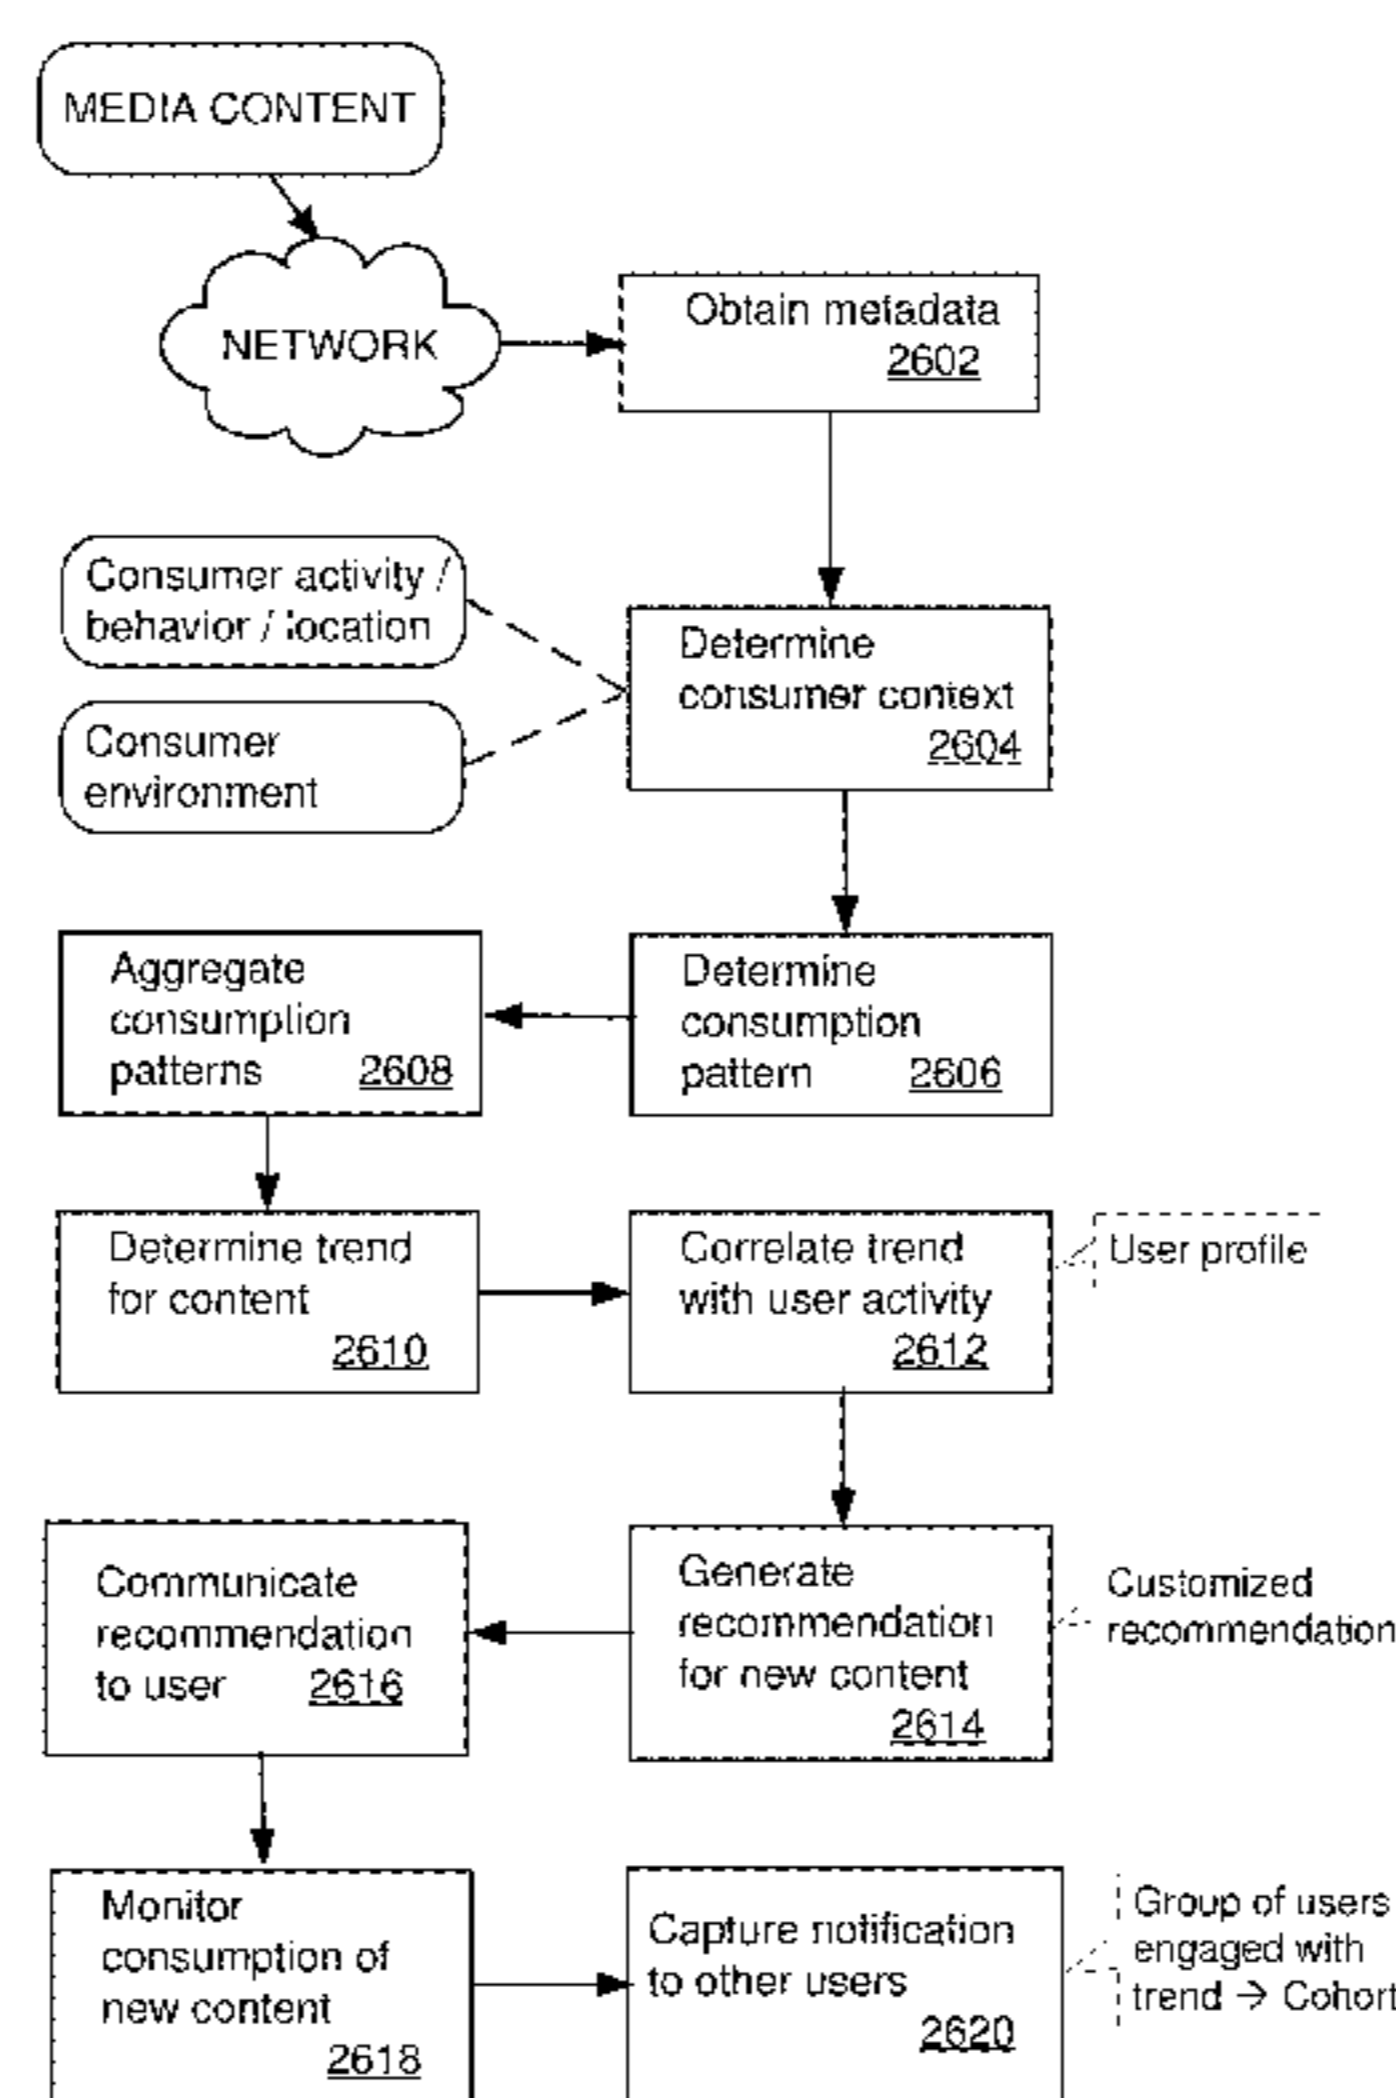 MEDIA CONTENT
NETWORK
Obtain metadata
2602
Consumer activity /
behavior / location
Consumer
environment
Determine
consumer context
2604
Aggregate
consumption
patterns 2608
Determine
consumption
pattern 2606
Determine trend
for content
2610
Correlate trend
with user activity
2612
User profile
Communicate
recommendation
to user 2616
Generate
recommendation
for new content
2614
Customized
recommendation
Monitor
consumption of
new content
2618
Capture notification
to other users
2620
Group of users
engaged with
trend → Cohort